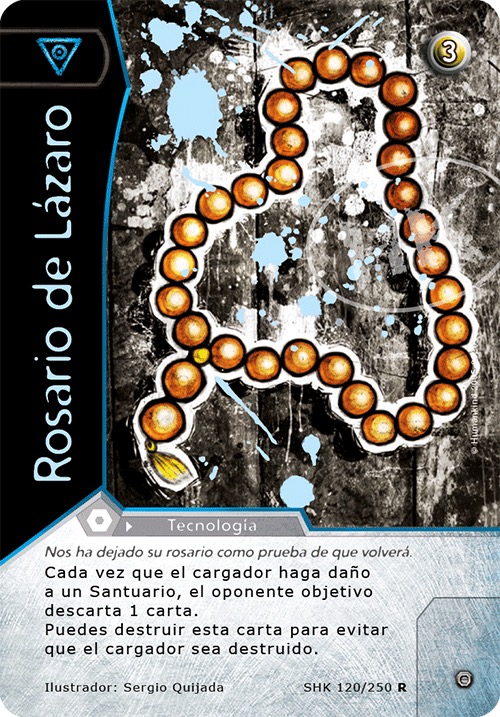 3
Rosario de Lázaro
Tecnología
Nos ha dejado su rosario como prueba de que volverá.
Cada vez que el cargador haga daño
a un Santuario, el oponente objetivo
descarta 1 carta.
Puedes destruir esta carta para evitar
que el cargador sea destruido.
Ilustrador: Sergio Quijada
SHK 120/250 R